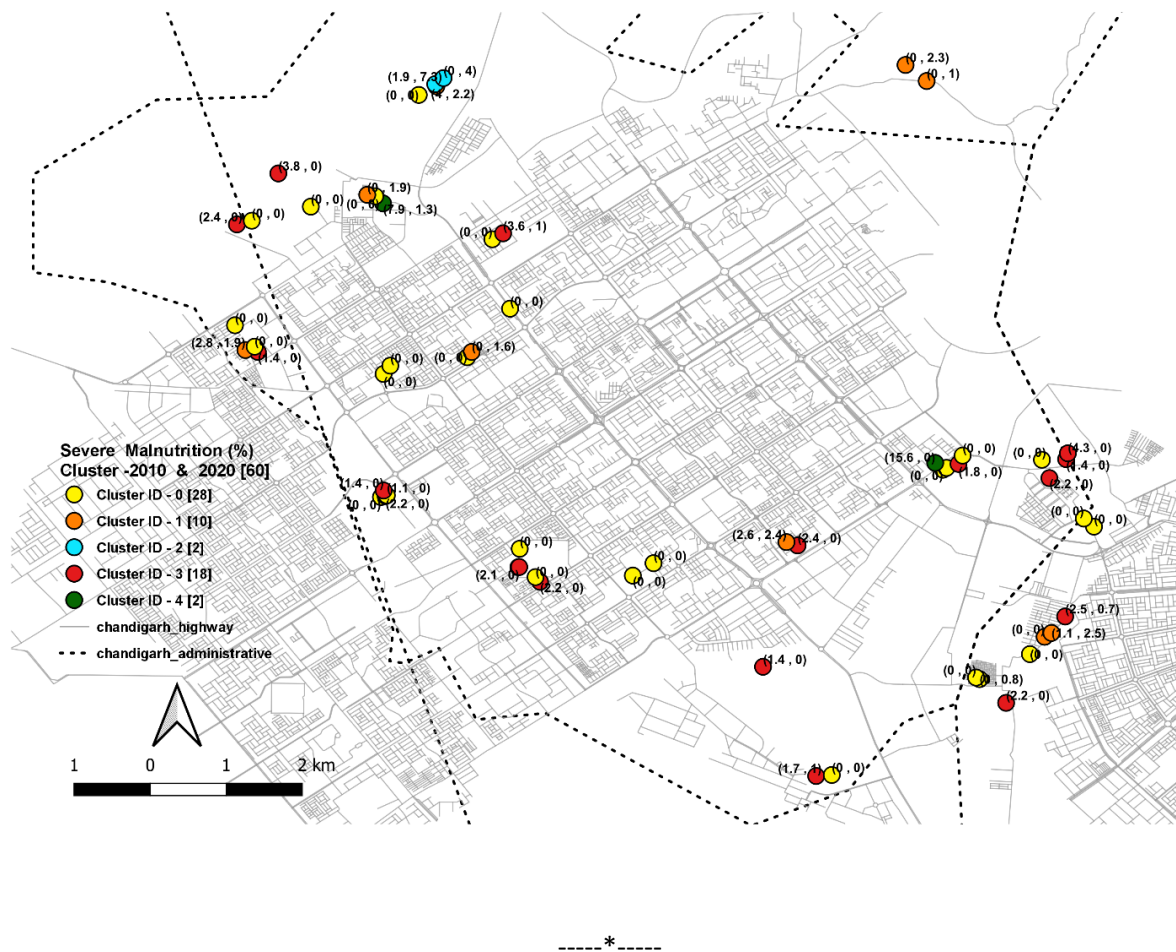 (0 , 2.3)
(0 , 1)
(0 , 4)
(1.9 , 7.3)
(0 , 0)
(4 , 2.2)
(3.8 , 0)
(0 , 1.9)
(0 , 0)
(0 , 0)
(7.9 , 1.3)
(2.4 , 0)
(0 , 0)
(3.6 , 1)
(0 , 0)
(0 , 0)
(0 , 0)
(2.8 , 1.9)
(0 , 0)
(1.4 , 0)
(0 , 1.6)
(0 , 0)
(0 , 0)
(0 , 0)
(4.3 , 0)
(0 , 0)
(1.4 , 0)
(2.2 , 0)
(15.6 , 0)
(0 , 0)
(0 , 0)
(1.8 , 0)
(0 , 0)
(0 , 0)
Severe Malnutrition (%)
Cluster -2010 & 2020 [60]
Cluster ID - 0 [28]
Cluster ID - 1 [10]
Cluster ID - 2 [2]
Cluster ID - 3 [18]
Cluster ID - 4 [2]
chandigarh_highway
chandigarh_administrative
(1.4 , 0)
(1.1 , 0)
(0 , 0)
(2.2 , 0)
(2.6 , 2.4)
(2.4 , 0)
(0 , 0)
(2.1 , 0)
(0 , 0)
(2.2 , 0)
(0 , 0)
(0 , 0)
(2.5 , 0.7)
(0 , 0)
(1.1 , 2.5)
(0 , 0)
(0 , 0)
(0 , 0.8)
(2.2 , 0)
(1.4 , 0)
(1.7 , 1)
(0 , 0)
1 0 1 2 km
_____*_____